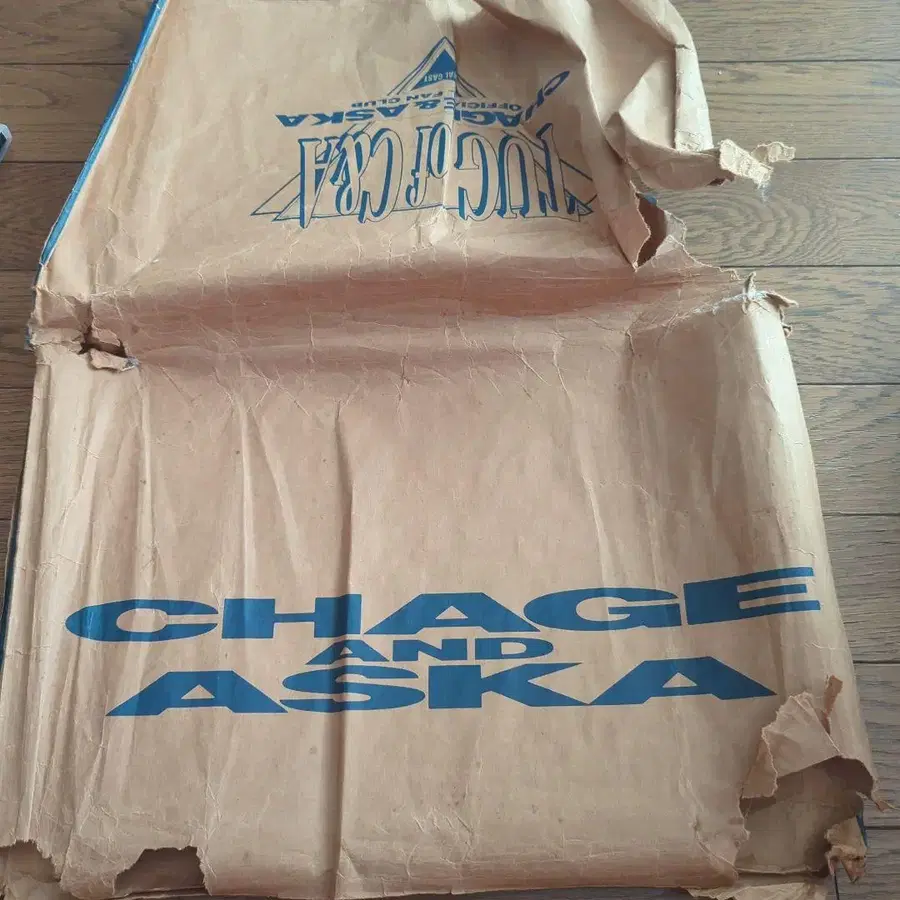 TUG OF C&A
CHAGE & ASKA
OFFICIAL FAN CLUB
CHAGE
AND
ASKA